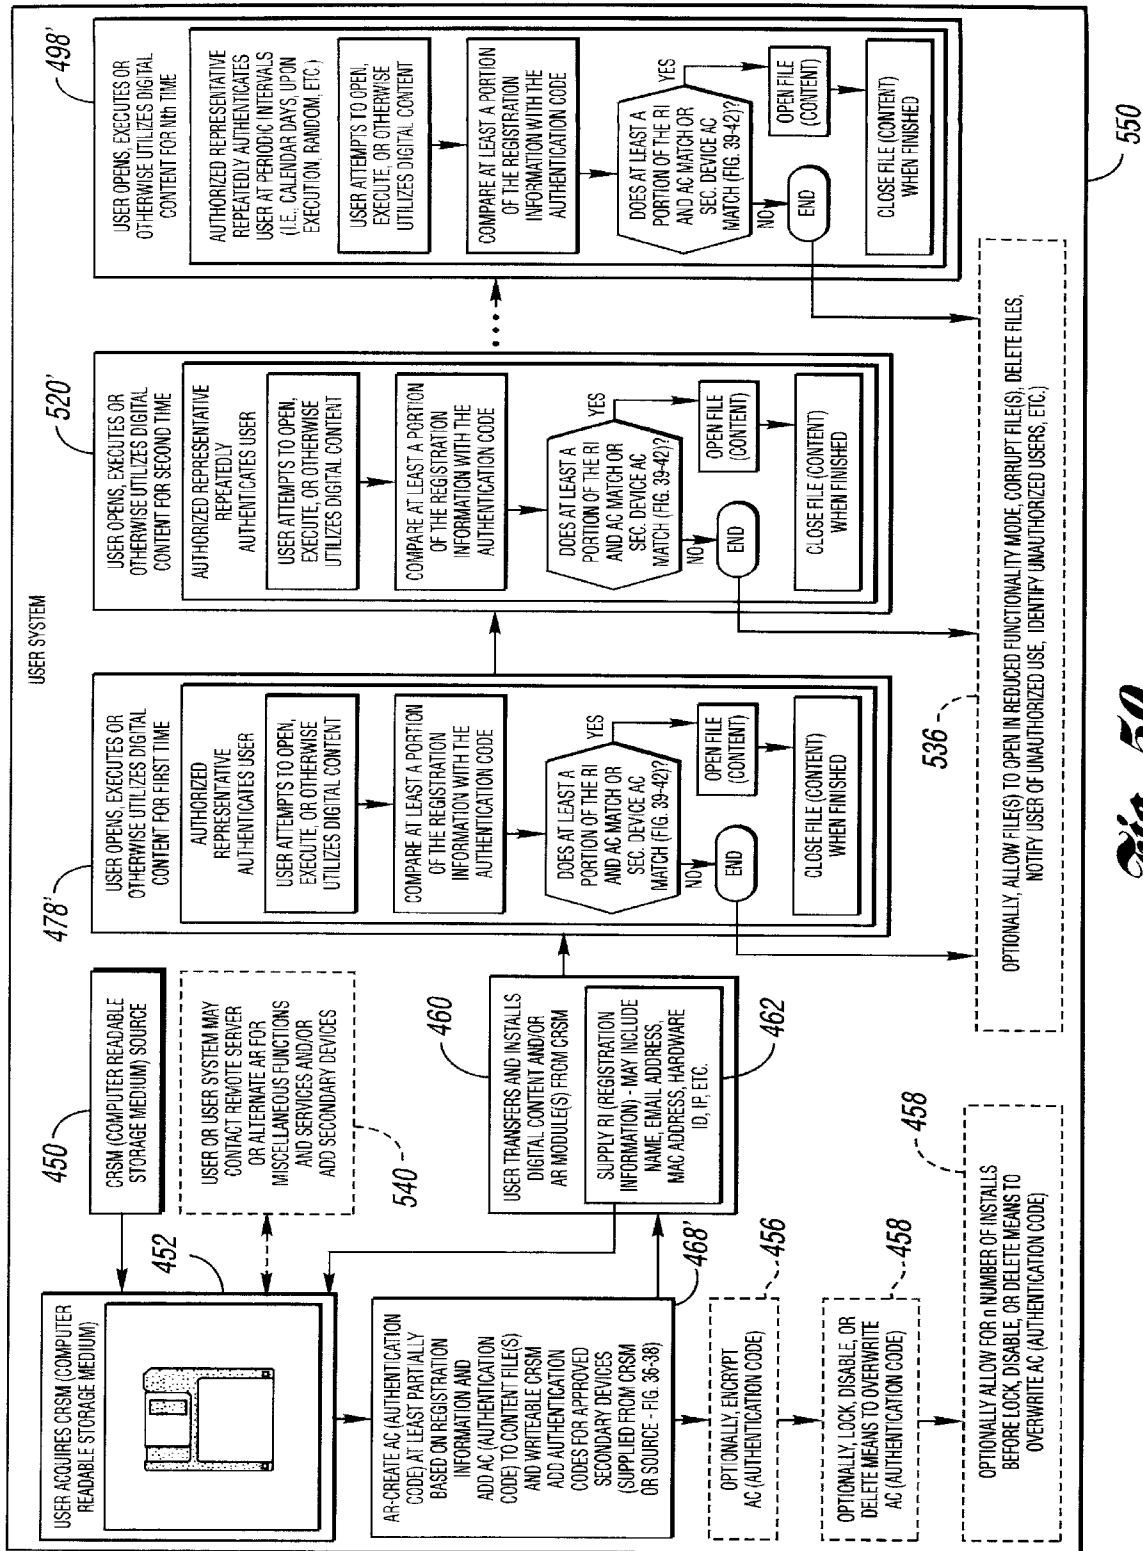 USER SYSTEM
USER ACQUIRES CRSM (COMPUTER
READABLE STORAGE MEDIUM)
452
450
CRSM (COMPUTER READABLE
STORAGE MEDIUM) SOURCE
USER OR USER SYSTEM MAY
CONTACT REMOTE SERVER
OR ALTERNATE AR FOR
MISCELLANEOUS FUNCTIONS
AND SERVICES AND/OR
ADD SECONDARY DEVICES
540
AR-CREATE AC (AUTHENTICATION
CODE) AT LEAST PARTIALLY
BASED ON REGISTRATION
INFORMATION AND
ADD AC (AUTHENTICATION
CODE) TO CONTENT FILE(S)
AND WRITEABLE CRSM
ADD AUTHENTICATION
CODES FOR APPROVED
SECONDARY DEVICES
(SUPPLIED FROM CRSM
OR SOURCE - FIG. 36-38)
468'
460
USER TRANSFERS AND INSTALLS
DIGITAL CONTENT AND/OR
AR MODULE(S) FROM CRSM
SUPPLY RI (REGISTRATION
INFORMATION) - MAY INCLUDE
NAME, EMAIL ADDRESS,
MAC ADDRESS, HARDWARE
ID, IP, ETC.
462
OPTIONALLY, ENCRYPT
AC (AUTHENTICATION CODE)
456
OPTIONALLY, LOCK, DISABLE, OR
DELETE MEANS TO OVERWRITE
AC (AUTHENTICATION CODE)
458
OPTIONALLY ALLOW FOR n NUMBER OF INSTALLS
BEFORE LOCK, DISABLE, OR DELETE MEANS TO
OVERWRITE AC (AUTHENTICATION CODE)
458
478'
USER OPENS, EXECUTES OR
OTHERWISE UTILIZES DIGITAL
CONTENT FOR FIRST TIME
AUTHORIZED
REPRESENTATIVE
AUTHENTICATES USER
USER ATTEMPTS TO OPEN,
EXECUTE, OR OTHERWISE
UTILIZES DIGITAL CONTENT
COMPARE AT LEAST A PORTION
OF THE REGISTRATION
INFORMATION WITH THE
AUTHENTICATION CODE
DOES AT LEAST A
PORTION OF THE RI
AND AC MATCH OR
SEC. DEVICE AC
MATCH (FIG. 39-42)?
YES
NO
OPEN FILE
(CONTENT)
END
CLOSE FILE (CONTENT)
WHEN FINISHED
520'
USER OPENS, EXECUTES OR
OTHERWISE UTILIZES DIGITAL
CONTENT FOR SECOND TIME
AUTHORIZED REPRESENTATIVE
REPEATEDLY
AUTHENTICATES USER
USER ATTEMPTS TO OPEN,
EXECUTE, OR OTHERWISE
UTILIZES DIGITAL CONTENT
COMPARE AT LEAST A PORTION
OF THE REGISTRATION
INFORMATION WITH THE
AUTHENTICATION CODE
DOES AT LEAST A
PORTION OF THE RI
AND AC MATCH OR
SEC. DEVICE AC
MATCH (FIG. 39-42)?
YES
NO
OPEN FILE
(CONTENT)
END
CLOSE FILE (CONTENT)
WHEN FINISHED
498'
USER OPENS, EXECUTES OR
OTHERWISE UTILIZES DIGITAL
CONTENT FOR Nth TIME
AUTHORIZED REPRESENTATIVE
REPEATEDLY AUTHENTICATES
USER AT PERIODIC INTERVALS
(I.E., CALENDAR DAYS, UPON
EXECUTION, RANDOM, ETC.)
USER ATTEMPTS TO OPEN,
EXECUTE, OR OTHERWISE
UTILIZES DIGITAL CONTENT
COMPARE AT LEAST A PORTION
OF THE REGISTRATION
INFORMATION WITH THE
AUTHENTICATION CODE
DOES AT LEAST A
PORTION OF THE RI
AND AC MATCH OR
SEC. DEVICE AC
MATCH (FIG. 39-42)?
YES
NO
OPEN FILE
(CONTENT)
END
CLOSE FILE (CONTENT)
WHEN FINISHED
536
OPTIONALLY, ALLOW FILE(S) TO OPEN IN REDUCED FUNCTIONALITY MODE, CORRUPT FILE(S), DELETE FILES,
NOTIFY USER OF UNAUTHORIZED USE, IDENTIFY UNAUTHORIZED USERS, ETC,)
550
Fig. 50